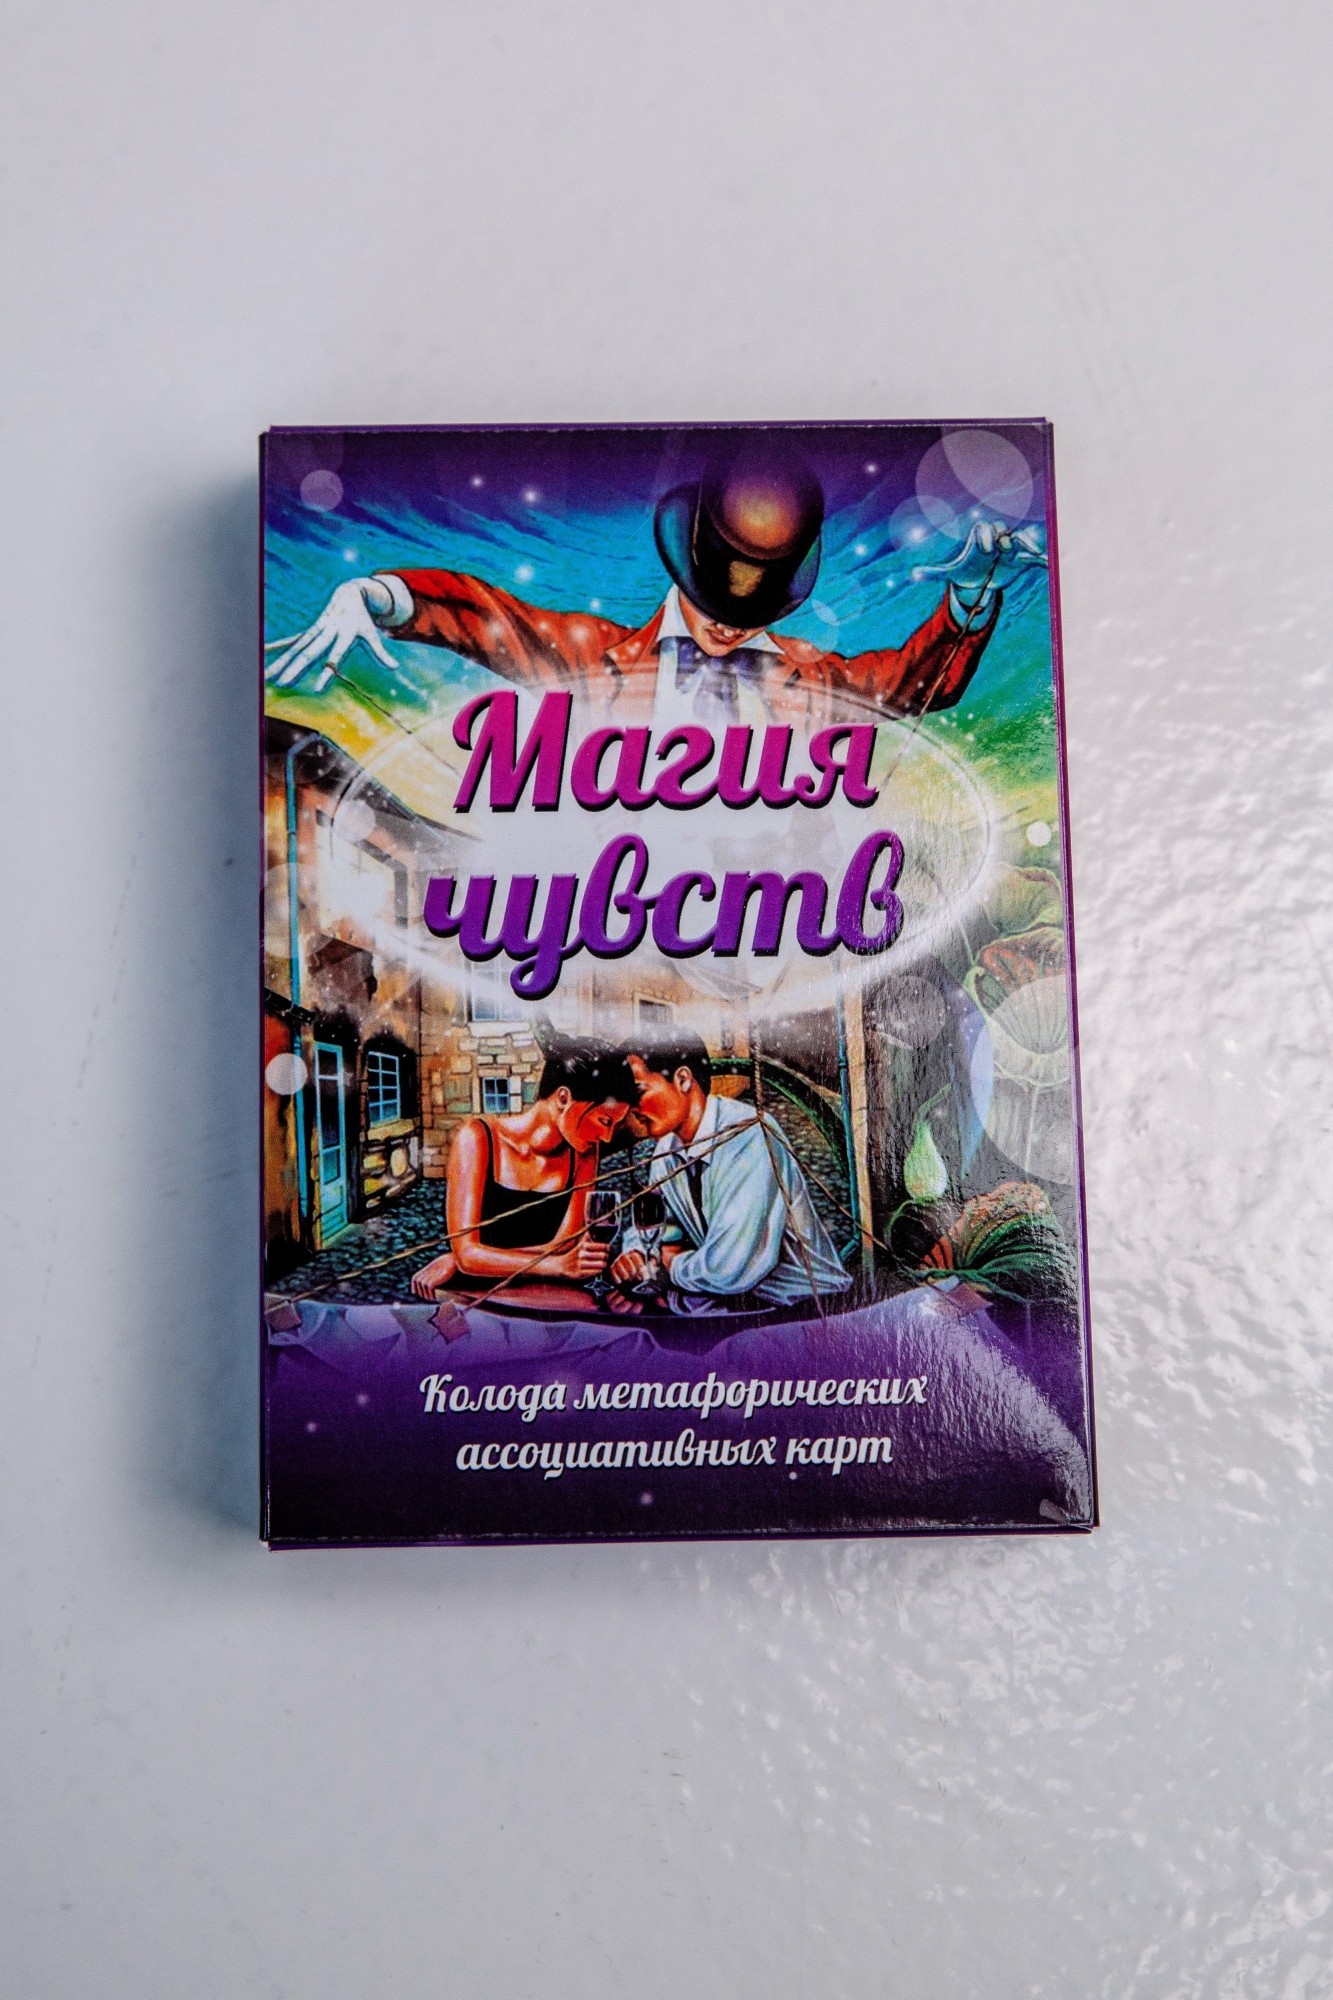 Магия
чувств
Колода метафорических
ассоциативных карт